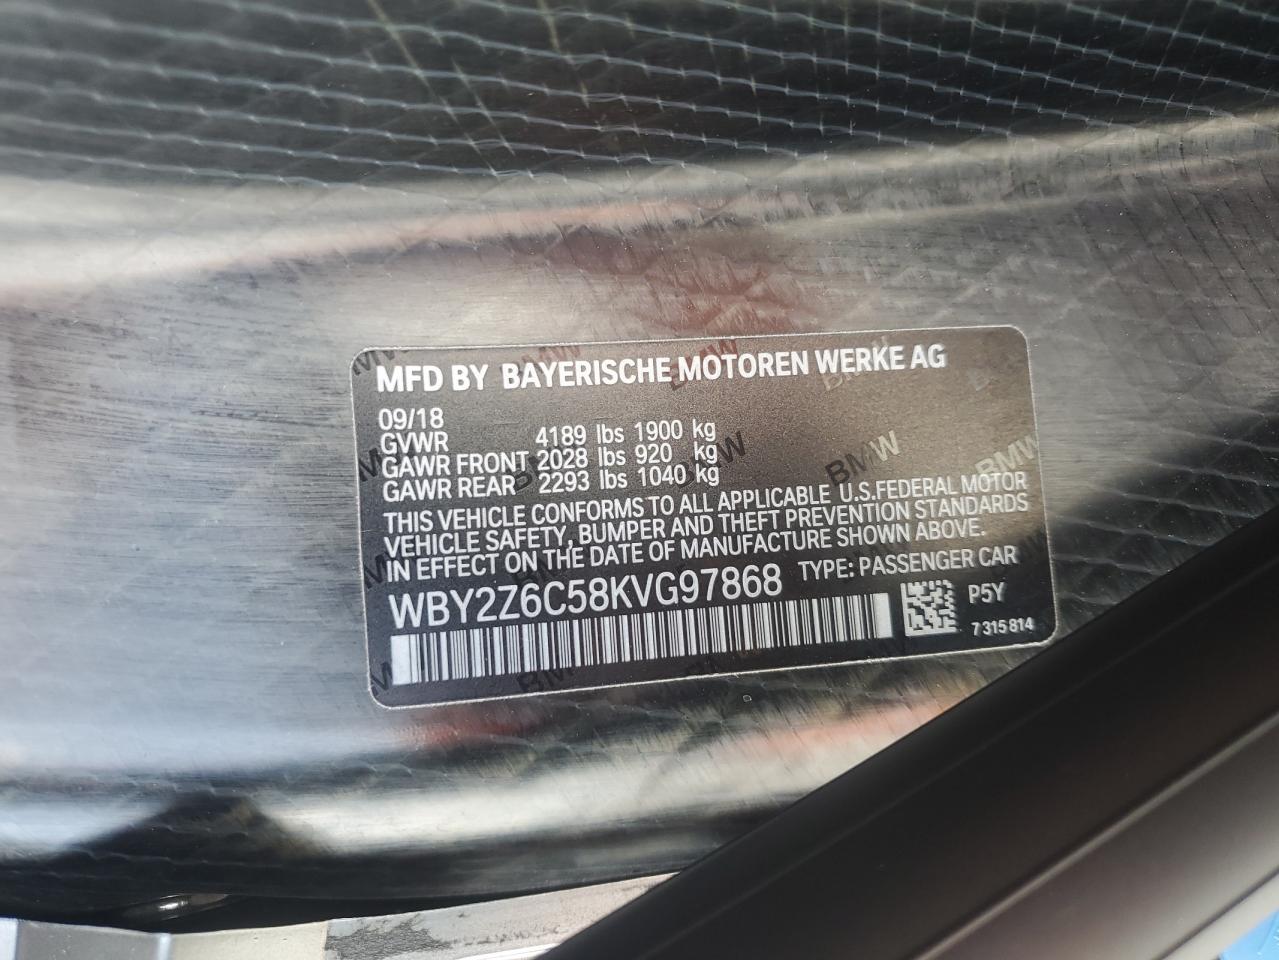 MFD BY BAYERISCHE MOTOREN WERKE AG
09/18
GVWR 4189 lbs 1900 kg
GAWR FRONT 2028 lbs 920 kg
GAWR REAR 2293 lbs 1040 kg
THIS VEHICLE CONFORMS TO ALL APPLICABLE U.S.FEDERAL MOTOR
VEHICLE SAFETY, BUMPER AND THEFT PREVENTION STANDARDS
IN EFFECT ON THE DATE OF MANUFACTURE SHOWN ABOVE.
WBY2Z6C58KVG97868 TYPE: PASSENGER CAR
P5Y
7 315 814